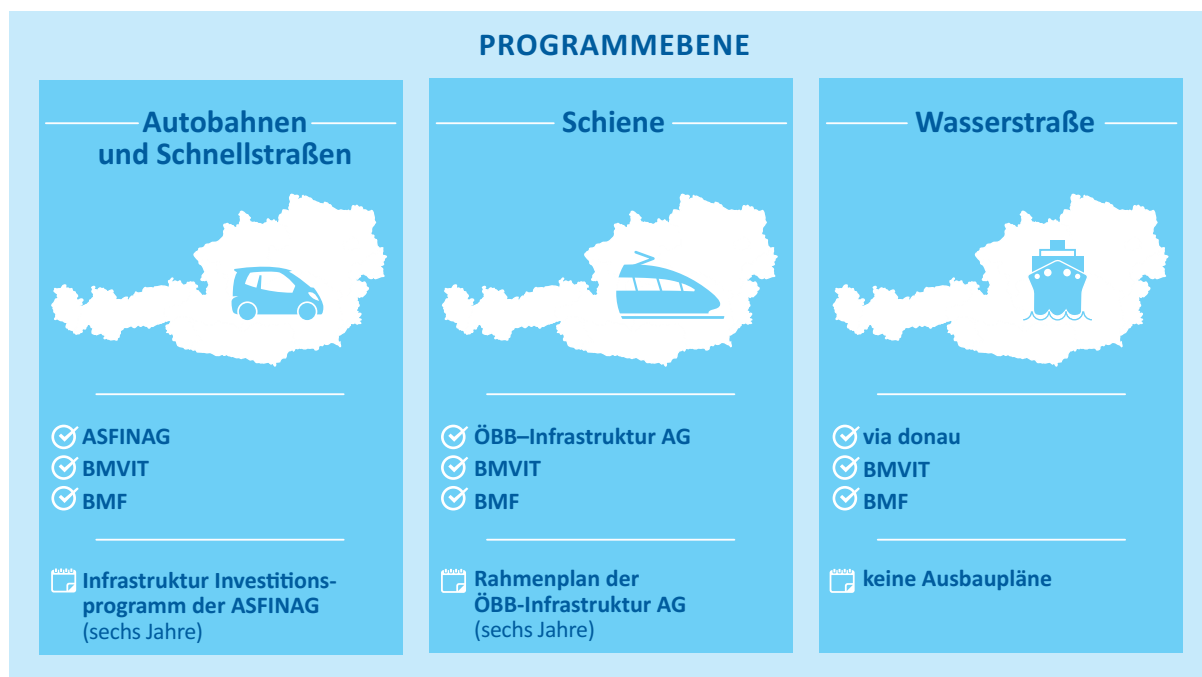 PROGRAMMEBENE
Autobahnen
und Schnellstraßen
ASFINAG
BMVIT
BMF
Infrastruktur Investitions-
programm der ASFINAG
(sechs Jahre)
Schiene
ÖBB–Infrastruktur AG
BMVIT
BMF
Rahmenplan der
ÖBB-Infrastruktur AG
(sechs Jahre)
Wasserstraße
via donau
BMVIT
BMF
keine Ausbaupläne